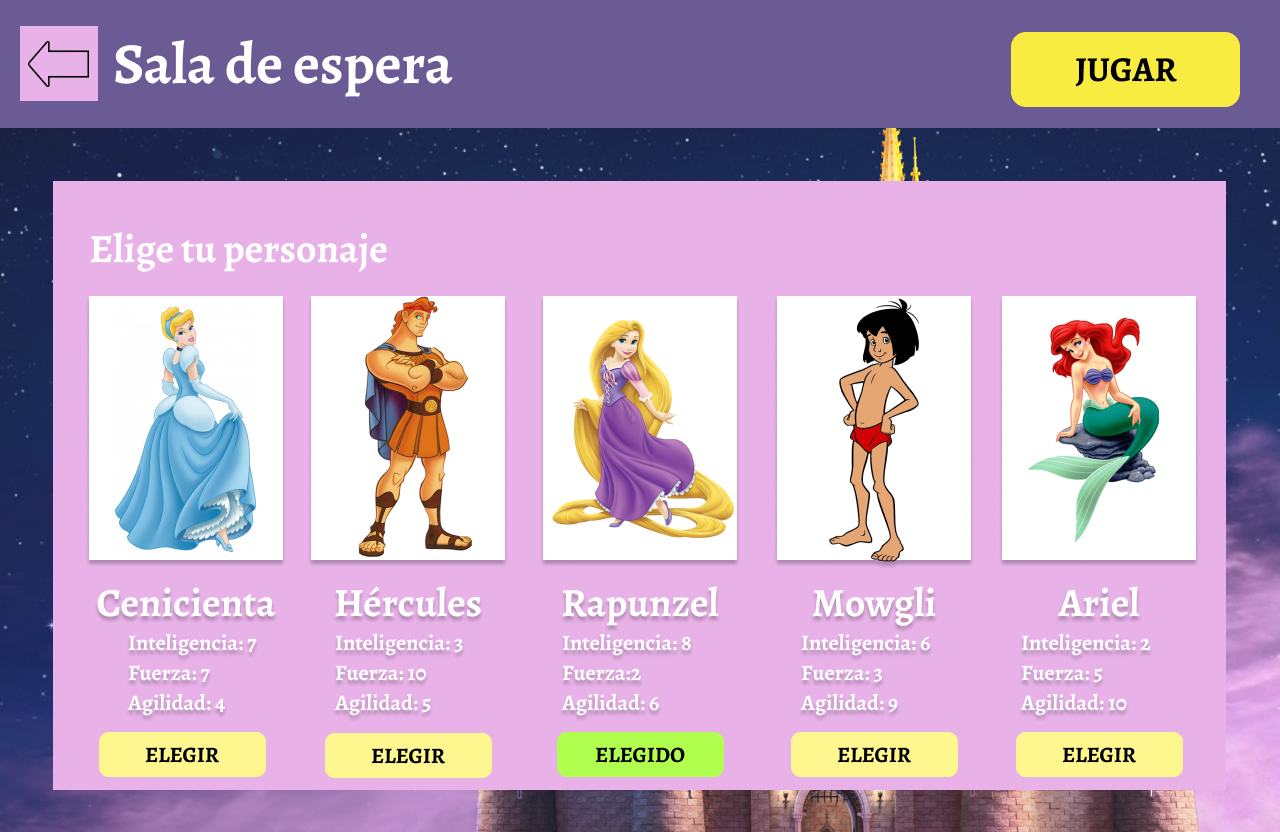 Sala de espera
JUGAR
Elige tu personaje
Cenicienta
Inteligencia: 7
Fuerza: 7
Agilidad: 4
ELEGIR
Hércules
Inteligencia: 3
Fuerza: 10
Agilidad: 5
ELEGIR
Rapunzel
Inteligencia: 8
Fuerza:2
Agilidad: 6
ELEGIDO
Mowgli
Inteligencia: 6
Fuerza: 3
Agilidad: 9
ELEGIR
Ariel
Inteligencia: 2
Fuerza: 5
Agilidad: 10
ELEGIR